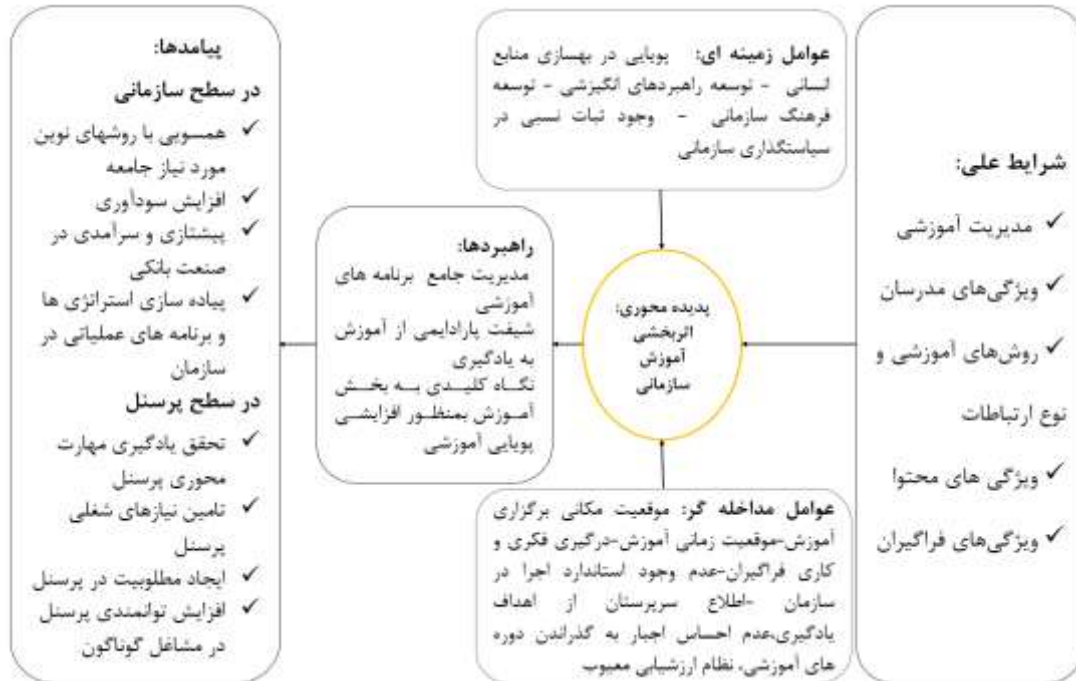 شرایط علی:
✓ مدیریت آموزشی
✓ ویژگی‌های مدرسان
✓ روش‌های آموزشی و
نوع ارتباطات
✓ ویژگی های محتوا
✓ ویژگی‌های فراگیران
عوامل زمینه ای: پویایی در بهسازی منابع
انسانی - توسعه راهبردهای انگیزشی - توسعه
فرهنگ سازمانی - وجود ثبات نسبی در
سیاستگذاری سازمانی
پدیده محوری:
اثربخشی
آموزش
سازمانی
عوامل مداخله گر: موقعیت مکانی برگزاری
آموزش-موقعیت زمانی آموزش-درگیری فکری و
کاری فراگیران-عدم وجود استاندارد اجرا در
سازمان -اطلاع سرپرستان از اهداف
یادگیری،عدم احساس اجبار به گذراندن دوره
های آموزشی، نظام ارزشیابی معیوب
راهبردها:
مدیریت جامع برنامه های
آموزشی
شیفت پارادایمی از آموزش
به یادگیری
نگاه کلیدی به بخش
آموزش بمنظور افزایشی
پویایی آموزشی
پیامدها:
در سطح سازمانی
✓ همسویی با روشهای نوین
مورد نیاز جامعه
✓ افزایش سودآوری
✓ پیشتازی و سرآمدی در
صنعت بانکی
✓ پیاده سازی استراتژی ها
و برنامه های عملیاتی در
سازمان
در سطح پرسنل
✓ تحقق یادگیری مهارت
محوری پرسنل
✓ تامین نیازهای شغلی
پرسنل
✓ ایجاد مطلوبیت در پرسنل
✓ افزایش توانمندی پرسنل
در مشاغل گوناگون